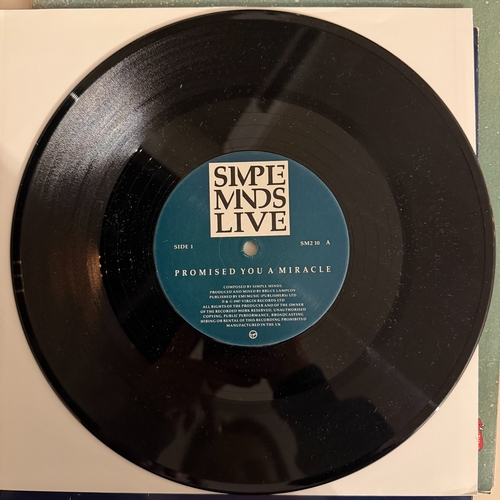 SIMPLE
MINDS
LIVE
SIDE 1
SM2 10 A
PROMISED YOU A MIRACLE
COMPOSED BY SIMPLE MINDS
PRODUCED AND MIXED BY BRUCE LAMPCOV
PUBLISHED BY EMI MUSIC (PUBLISHERS) LTD
℗ & © 1987 VIRGIN RECORDS LTD
ALL RIGHTS OF THE PRODUCER AND OF THE OWNER
OF THE RECORDED WORK RESERVED. UNAUTHORISED
COPYING, PUBLIC PERFORMANCE, BROADCASTING
HIRING OR RENTAL OF THIS RECORDING PROHIBITED
MANUFACTURED IN THE UK